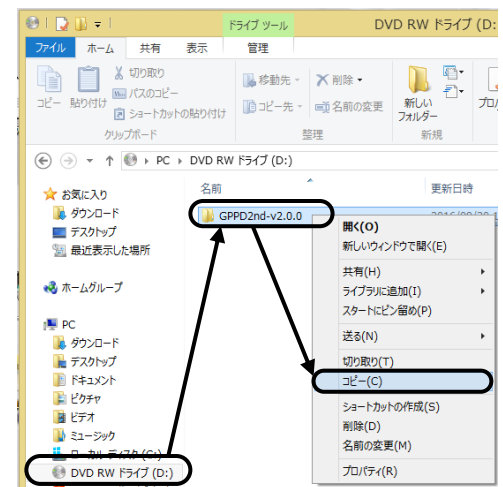 ドライブ ツール
DVD RW ドライブ (D:
ファイル ホーム 共有 表示 管理
コピー 貼り付け
切り取り
パスのコピー
ショートカットの貼り付け
クリップボード
移動先
コピー先
削除
名前の変更
整理
新しい
フォルダー
新規
PC DVD RW ドライブ (D:)
お気に入り
ダウンロード
デスクトップ
最近表示した場所
ホームグループ
PC
ダウンロード
デスクトップ
ドキュメント
ピクチャ
ビデオ
ミュージック
ローカル ディスク (C:)
DVD RW ドライブ (D:)
名前 更新日時
GPPD2nd-v2.0.0
開く(O)
新しいウィンドウで開く(E)
共有(H)
ライブラリに追加(I)
スタートにピン留め(P)
送る(N)
切り取り(T)
コピー(C)
ショートカットの作成(S)
削除(D)
名前の変更(M)
プロパティ(R)